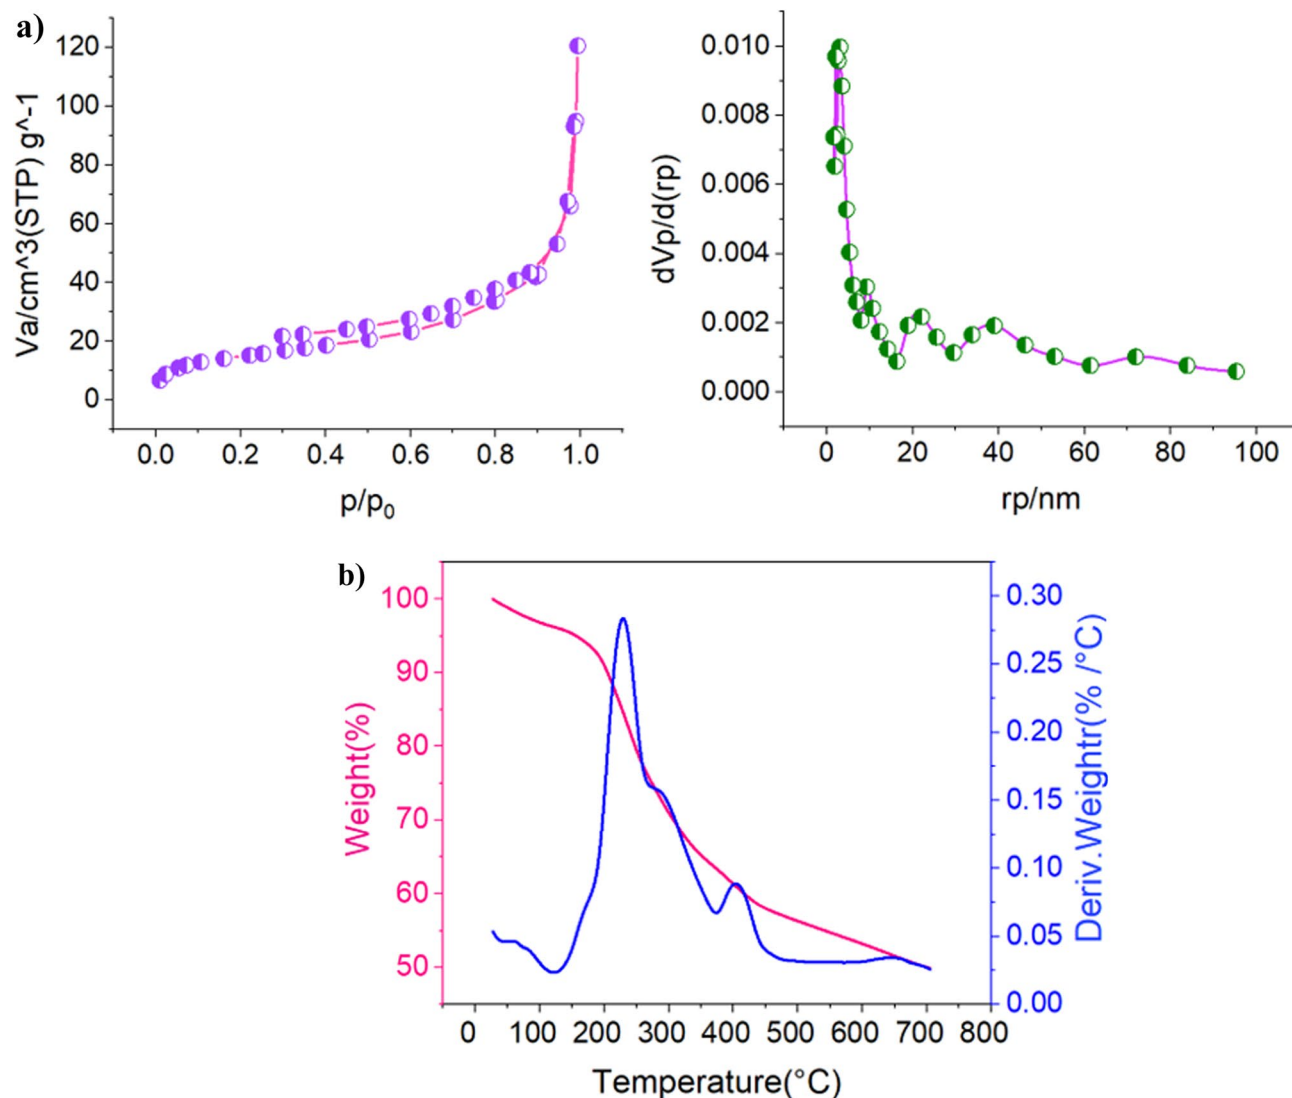 a)
Va/cm^3(STP) g^-1
120
100
80
60
40
20
0
0.0 0.2 0.4 0.6 0.8 1.0
p/p₀
dVp/d(rp)
0.010
0.008
0.006
0.004
0.002
0.000
0 20 40 60 80 100
rp/nm
b)
Weight(%)
100
90
80
70
60
50
0 100 200 300 400 500 600 700 800
Temperature(°C)
0.30
0.25
0.20
0.15
0.10
0.05
0.00
Deriv.Weightr(% /°C)